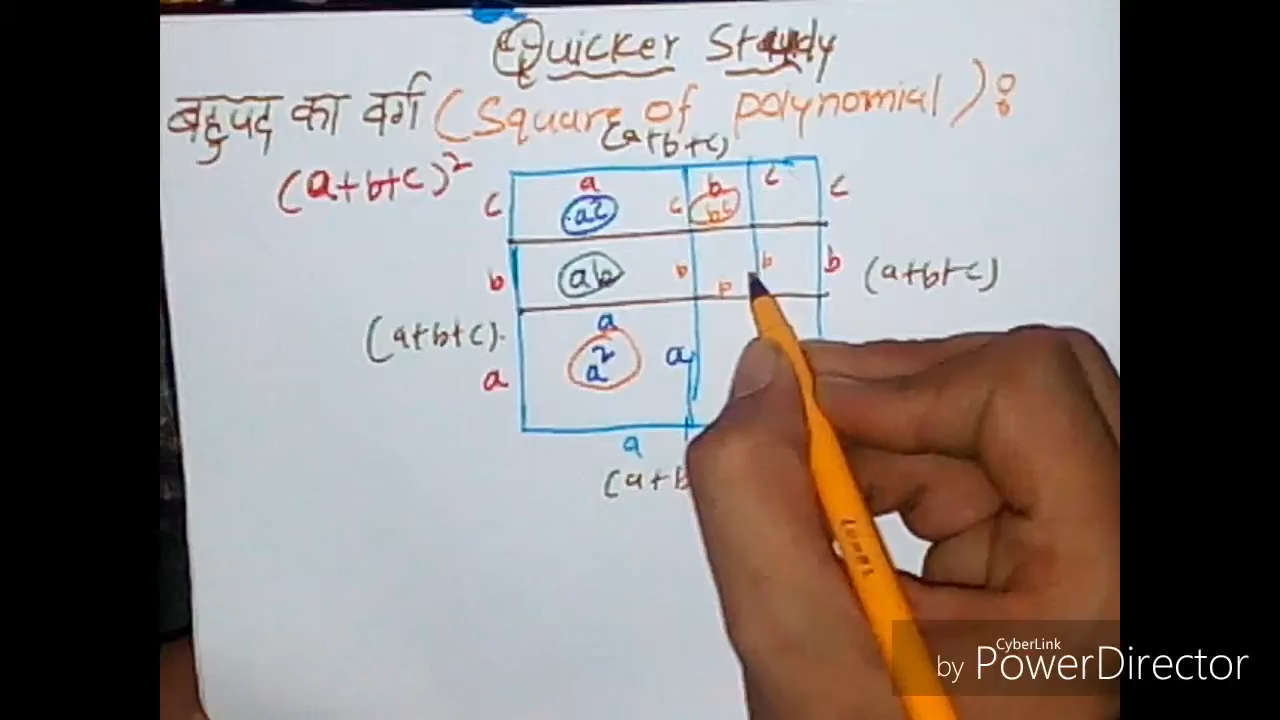 Quicker Study
बहुपद का वर्ग (Square of polynomial) :
(a+b+c)
(a+b+c)²
c a c b c c
ac bc
b ab b b b b
(a+b+c)
(a+b+c)
a a² a a
a
(a+b
CyberLink
by PowerDirector